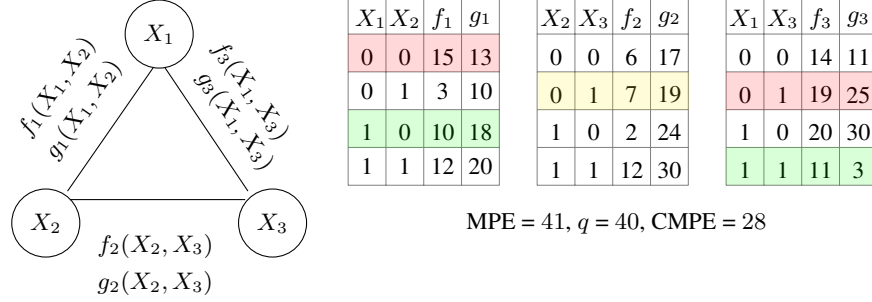 X₁
f₁(X₁, X₂)
g₁(X₁, X₂)
f₃(X₁, X₃)
g₃(X₁, X₃)
X₂
X₃
f₂(X₂, X₃)
g₂(X₂, X₃)
X₁ X₂ f₁ g₁
0 0 15 13
0 1 3 10
1 0 10 18
1 1 12 20
X₂ X₃ f₂ g₂
0 0 6 17
0 1 7 19
1 0 2 24
1 1 12 30
X₁ X₃ f₃ g₃
0 0 14 11
0 1 19 25
1 0 20 30
1 1 11 3
MPE = 41, q = 40, CMPE = 28